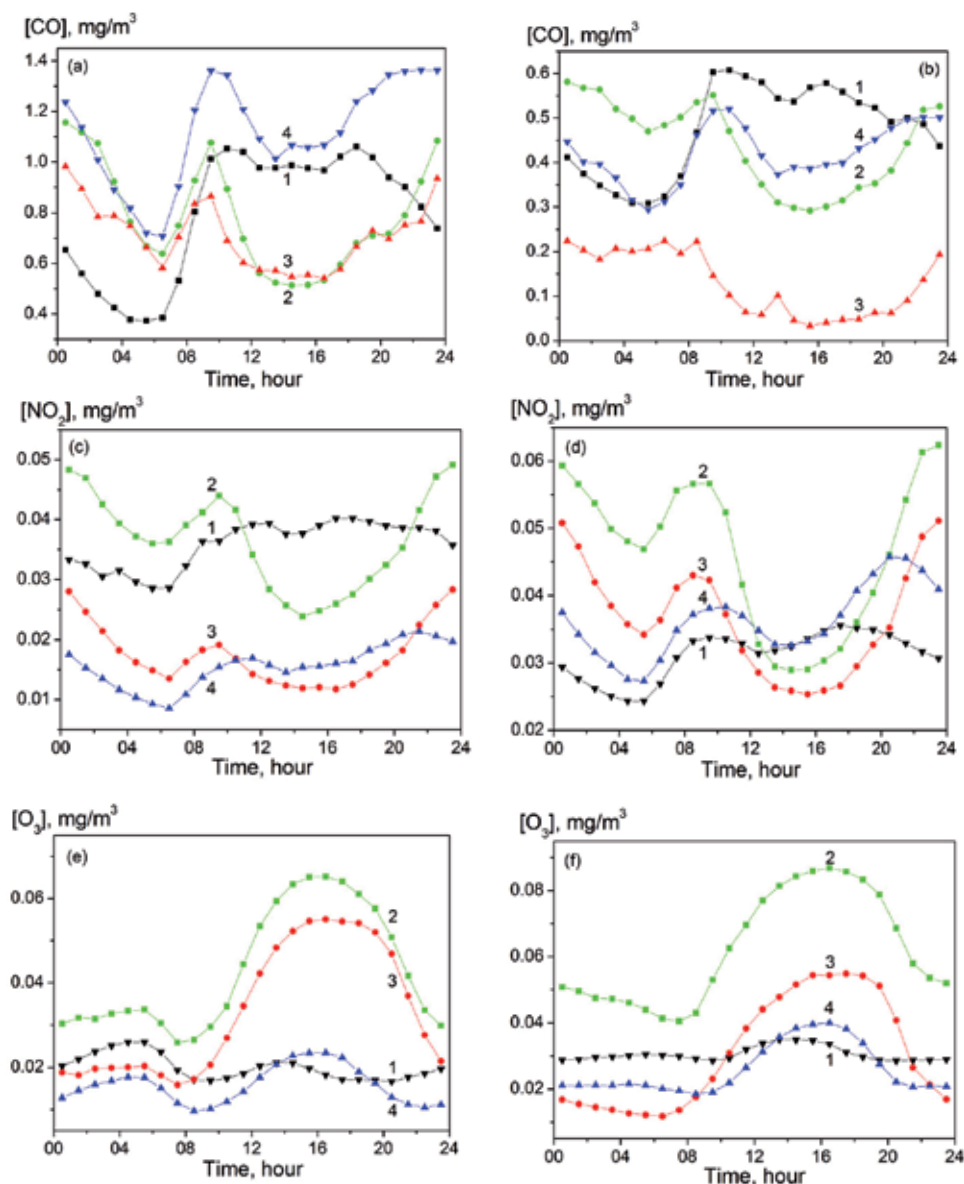 [CO], mg/m³
(a)
1.4
1.2
1.0
0.8
0.6
0.4
4
1
3
2
00 04 08 12 16 20 24
Time, hour
[CO], mg/m³
(b)
0.6
0.5
0.4
0.3
0.2
0.1
0.0
1
4
2
3
00 04 08 12 16 20 24
Time, hour
[NO₂], mg/m³
(c)
0.05
0.04
0.03
0.02
0.01
2
1
3
4
00 04 08 12 16 20 24
Time, hour
[NO₂], mg/m³
(d)
0.06
0.05
0.04
0.03
0.02
2
3
4
1
00 04 08 12 16 20 24
Time, hour
[O₃], mg/m³
(e)
0.06
0.04
0.02
2
3
1
4
00 04 08 12 16 20 24
Time, hour
[O₃], mg/m³
(f)
0.08
0.06
0.04
0.02
2
3
4
1
00 04 08 12 16 20 24
Time, hour